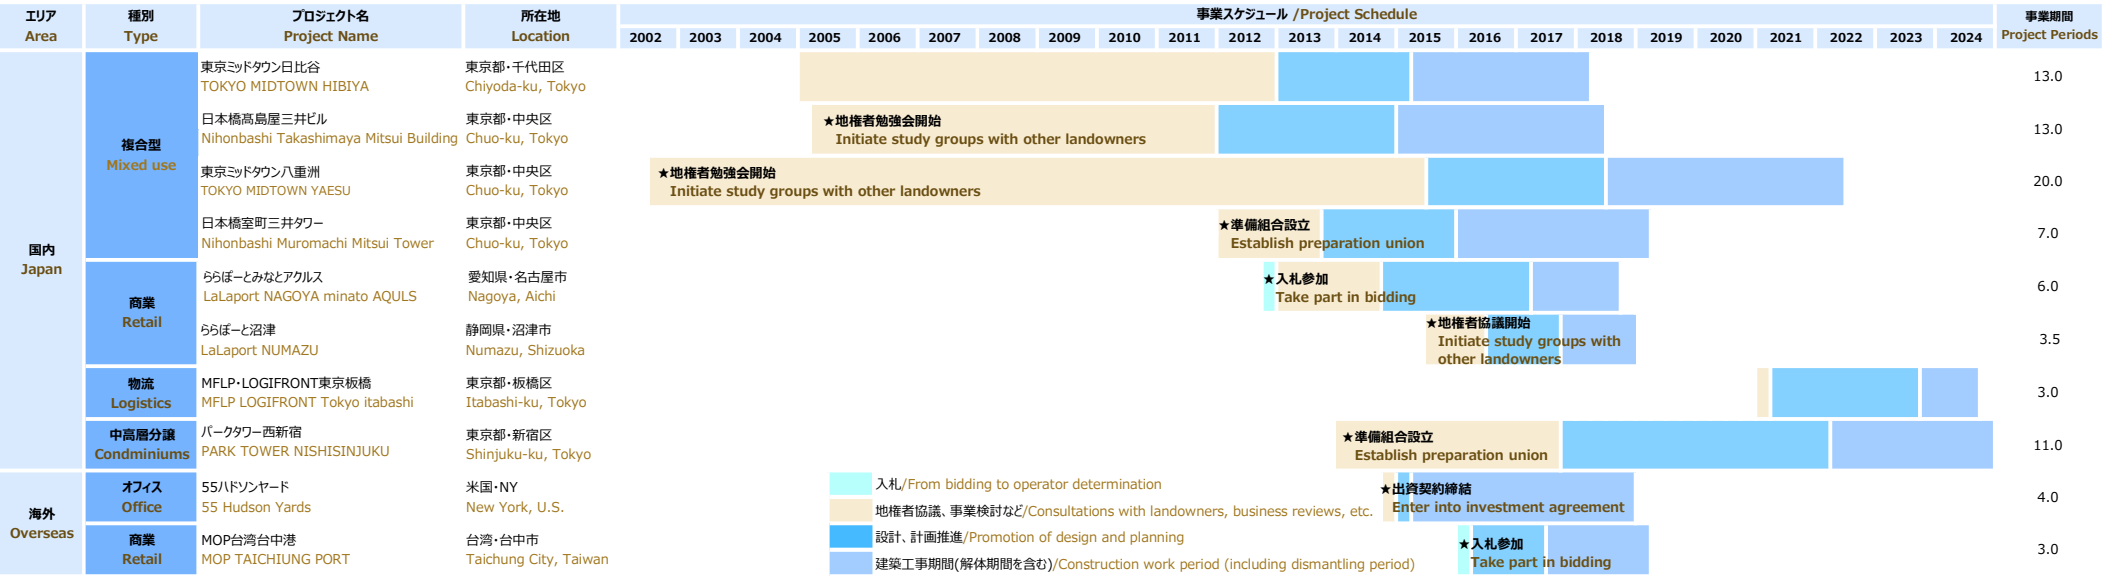 エリア
Area
種別
Type
プロジェクト名
Project Name
所在地
Location
事業スケジュール /Project Schedule
2002 2003 2004 2005 2006 2007 2008 2009 2010 2011 2012 2013 2014 2015 2016 2017 2018 2019 2020 2021 2022 2023 2024
事業期間
Project Periods
国内
Japan
複合型
Mixed use
東京ミッドタウン日比谷
TOKYO MIDTOWN HIBIYA
東京都・千代田区
Chiyoda-ku, Tokyo
13.0
日本橋髙島屋三井ビル
Nihonbashi Takashimaya Mitsui Building
東京都・中央区
Chuo-ku, Tokyo
★地権者勉強会開始
Initiate study groups with other landowners
13.0
東京ミッドタウン八重洲
TOKYO MIDTOWN YAESU
東京都・中央区
Chuo-ku, Tokyo
★地権者勉強会開始
Initiate study groups with other landowners
20.0
日本橋室町三井タワー
Nihonbashi Muromachi Mitsui Tower
東京都・中央区
Chuo-ku, Tokyo
★準備組合設立
Establish preparation union
7.0
商業
Retail
ららぽーとみなとアクルス
LaLaport NAGOYA minato AQULS
愛知県・名古屋市
Nagoya, Aichi
★入札参加
Take part in bidding
6.0
ららぽーと沼津
LaLaport NUMAZU
静岡県・沼津市
Numazu, Shizuoka
★地権者協議開始
Initiate study groups with
other landowners
3.5
物流
Logistics
MFLP・LOGIFRONT東京板橋
MFLP LOGIFRONT Tokyo itabashi
東京都・板橋区
Itabashi-ku, Tokyo
3.0
中高層分譲
Condminiums
パークタワー西新宿
PARK TOWER NISHISINJUKU
東京都・新宿区
Shinjuku-ku, Tokyo
★準備組合設立
Establish preparation union
11.0
海外
Overseas
オフィス
Office
55ハドソンヤード
55 Hudson Yards
米国・NY
New York, U.S.
★出資契約締結
Enter into investment agreement
4.0
商業
Retail
MOP台湾台中港
MOP TAICHIUNG PORT
台湾・台中市
Taichung City, Taiwan
★入札参加
Take part in bidding
3.0
入札/From bidding to operator determination
地権者協議、事業検討など/Consultations with landowners, business reviews, etc.
設計、計画推進/Promotion of design and planning
建築工事期間(解体期間を含む)/Construction work period (including dismantling period)